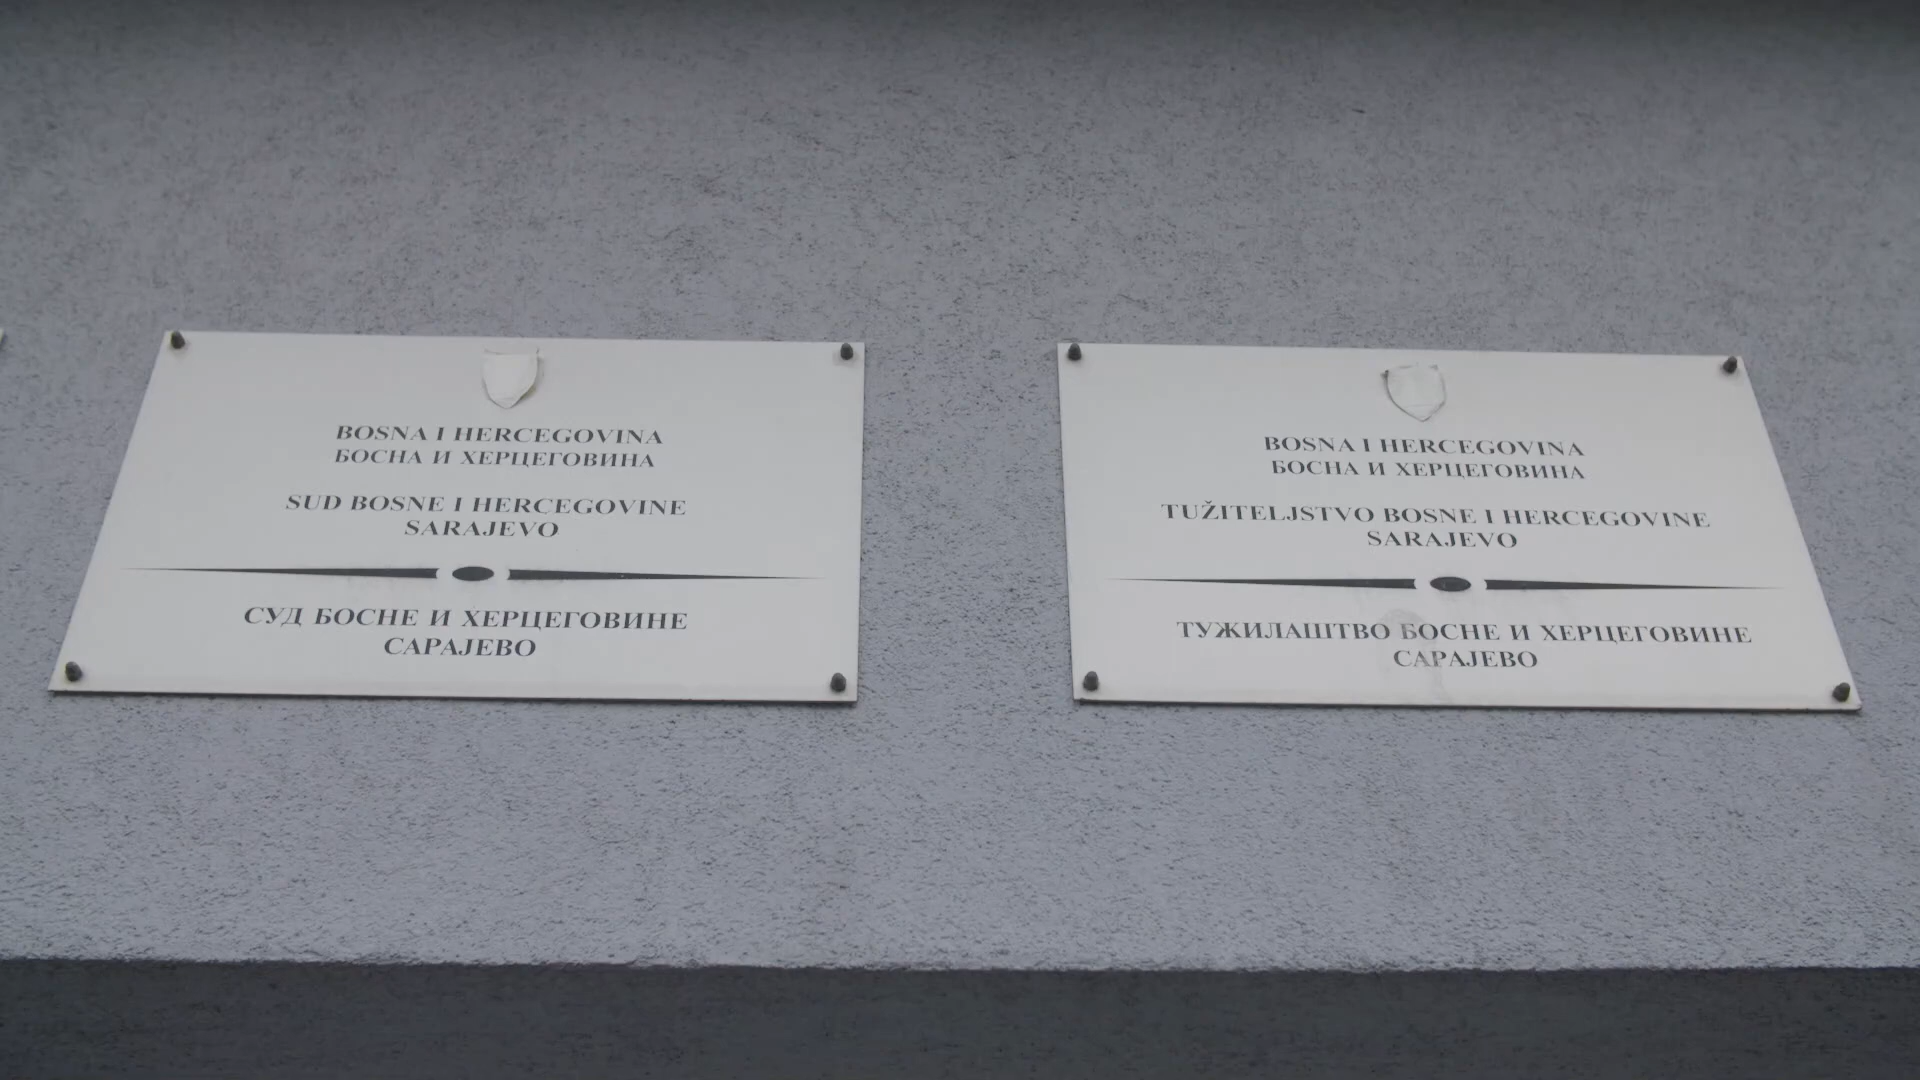 BOSNA I HERCEGOVINA
БОСНА И ХЕРЦЕГОВИНА
SUD BOSNE I HERCEGOVINE
SARAJEVO
СУД БОСНЕ И ХЕРЦЕГОВИНЕ
САРАЈЕВО
BOSNA I HERCEGOVINA
БОСНА И ХЕРЦЕГОВИНА
TUŽITELJSTVO BOSNE I HERCEGOVINE
SARAJEVO
ТУЖИЛАШТВО БОСНЕ И ХЕРЦЕГОВИНЕ
САРАЈЕВО